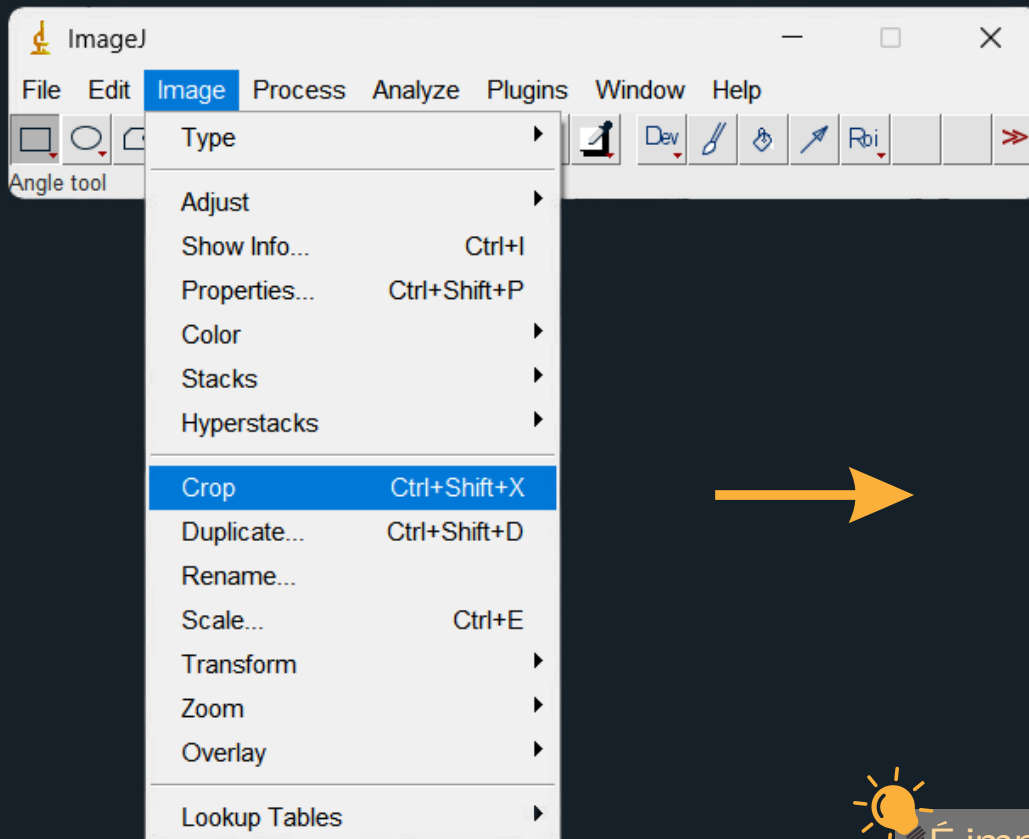 ImageJ
File Edit Image Process Analyze Plugins Window Help
Dev
Angle tool
Type
Adjust
Show Info... Ctrl+I
Properties... Ctrl+Shift+P
Color
Stacks
Hyperstacks
Crop Ctrl+Shift+X
Duplicate... Ctrl+Shift+D
Rename...
Scale... Ctrl+E
Transform
Zoom
Overlay
Lookup Tables
É